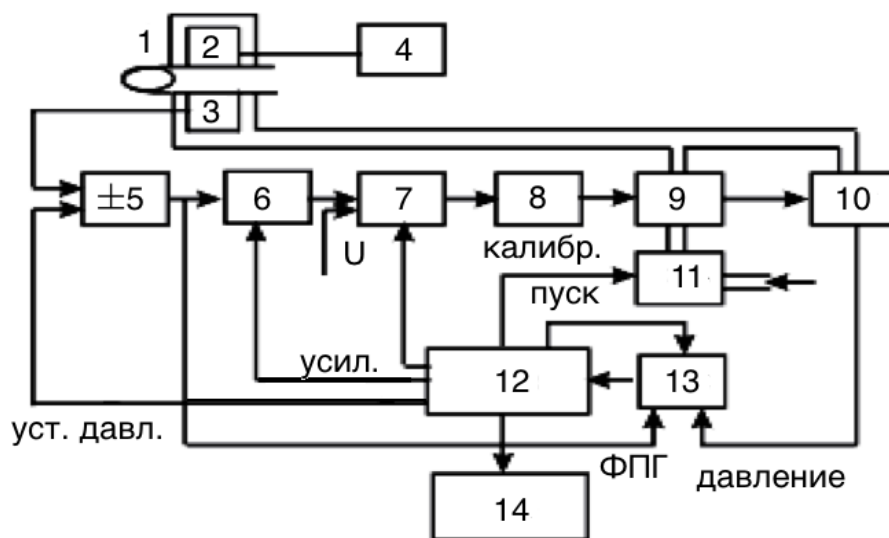 1
2
4
3
±5
6
7
8
9
10
U
калибр.
пуск
11
усил.
12
13
уст. давл.
ФПГ
давление
14